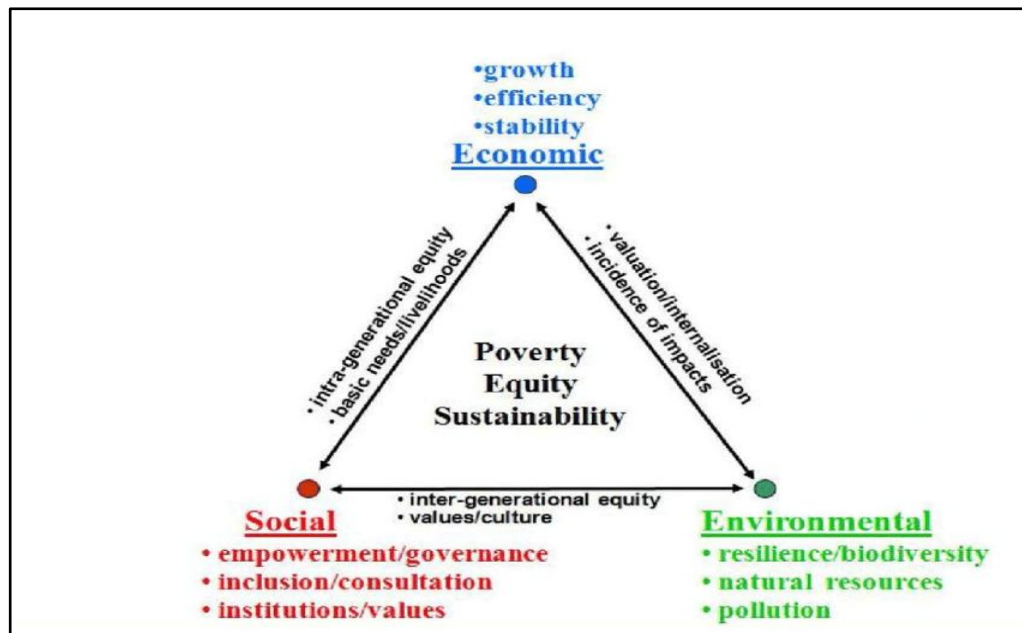 •growth
•efficiency
•stability
Economic
• intra-generational equity
• basic needs/livelihoods
• valuation/internalisation
• incidence of impacts
Poverty
Equity
Sustainability
• inter-generational equity
• values/culture
Social
• empowerment/governance
• inclusion/consultation
• institutions/values
Environmental
• resilience/biodiversity
• natural resources
• pollution